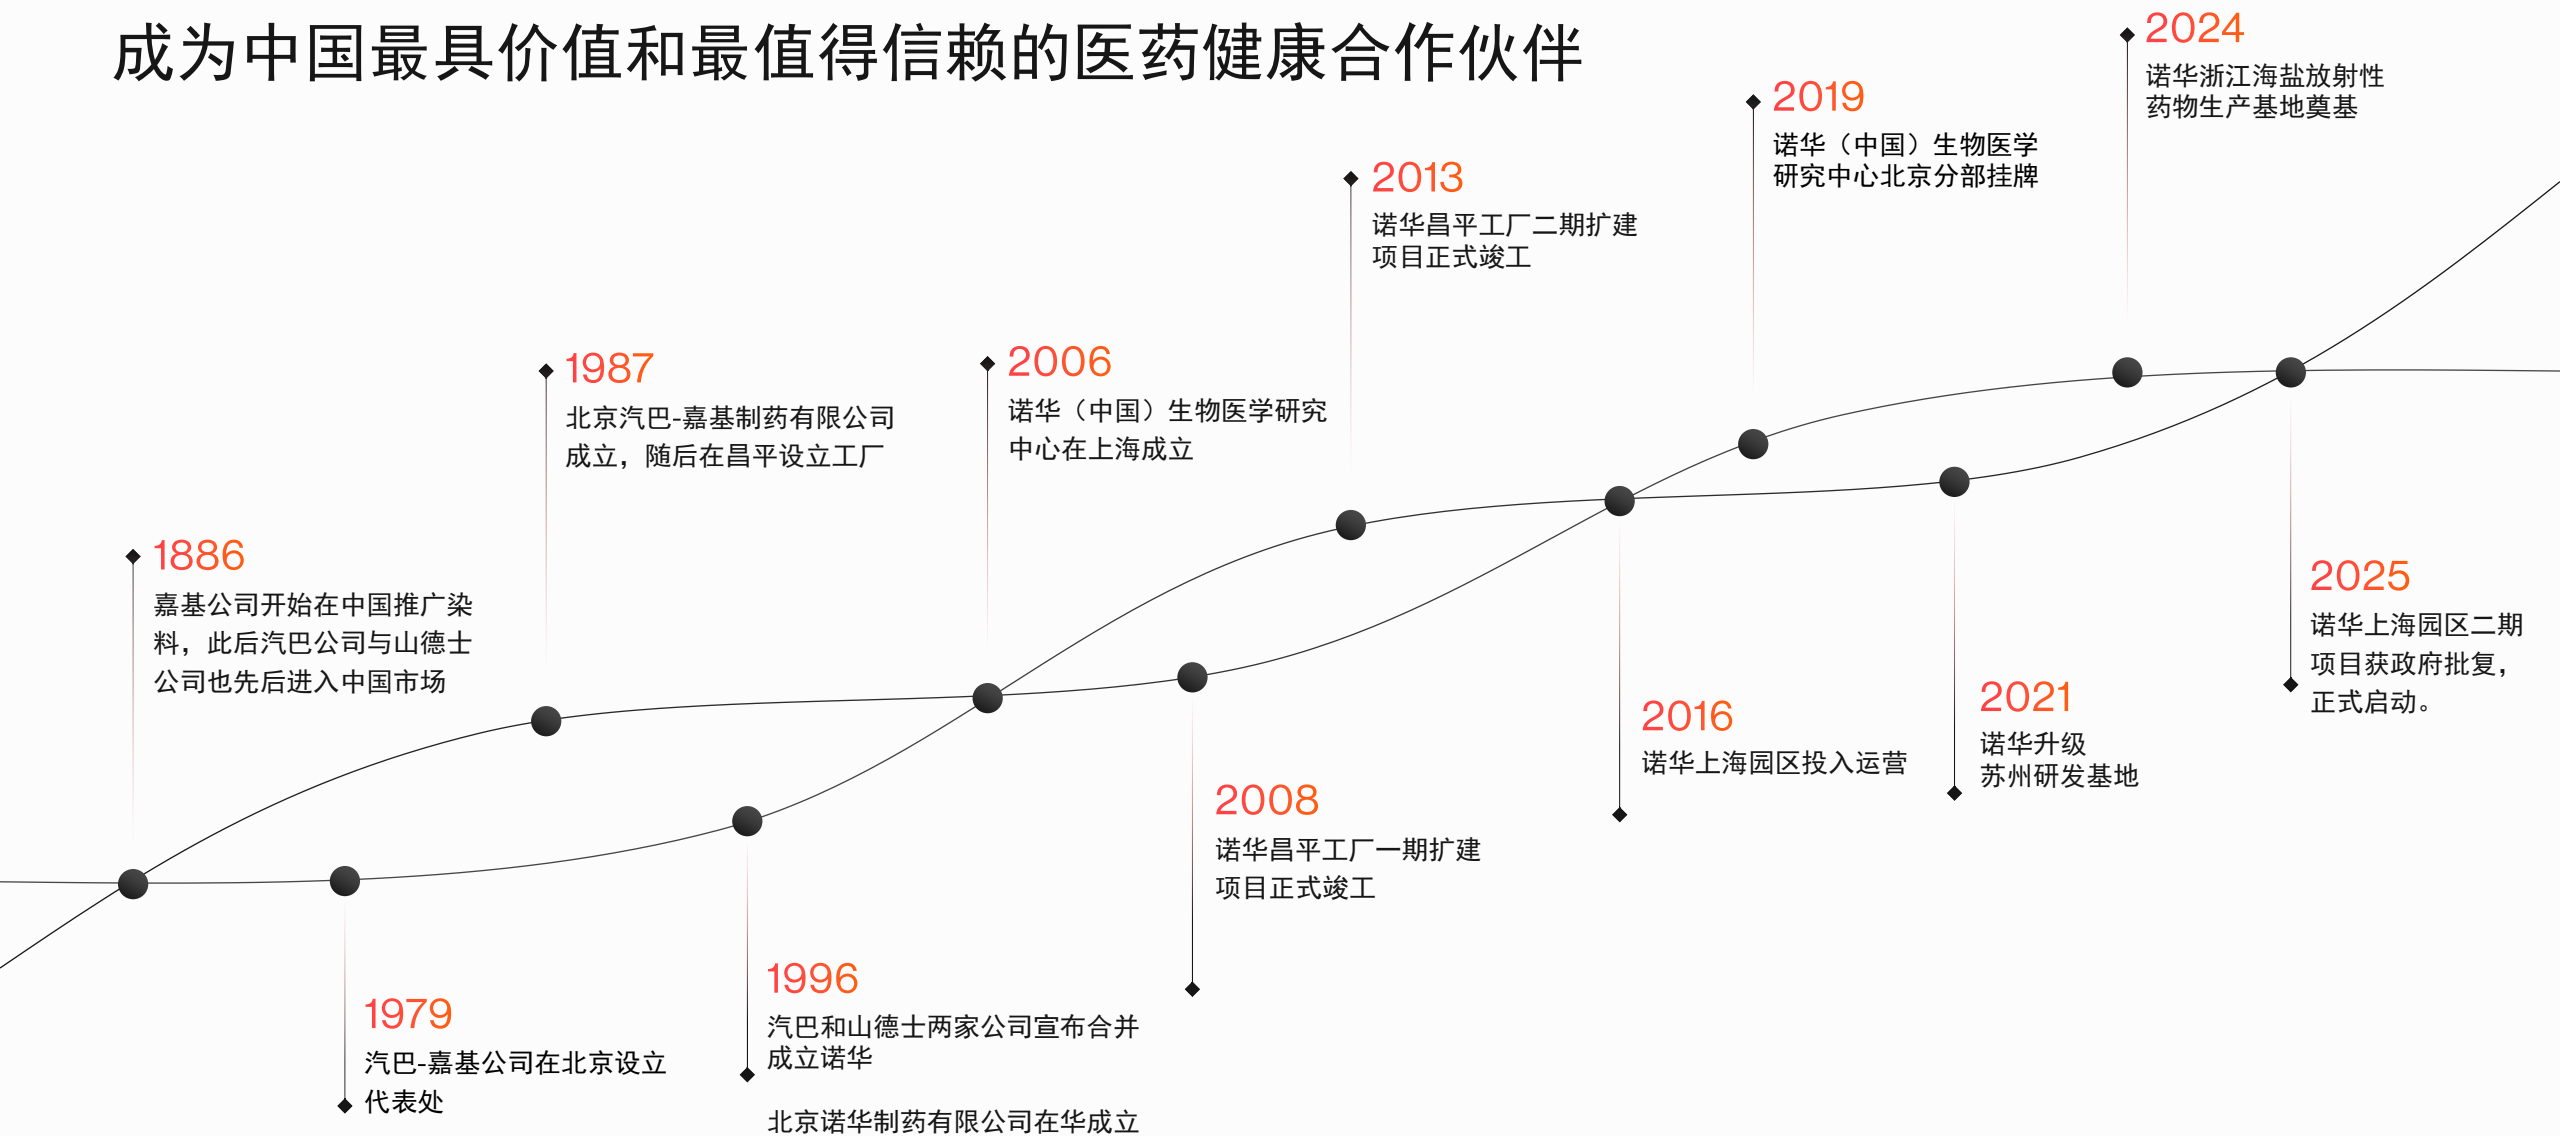 成为中国最具价值和最值得信赖的医药健康合作伙伴
1886
嘉基公司开始在中国推广染
料，此后汽巴公司与山德士
公司也先后进入中国市场
1979
汽巴-嘉基公司在北京设立
代表处
1987
北京汽巴-嘉基制药有限公司
成立，随后在昌平设立工厂
1996
汽巴和山德士两家公司宣布合并
成立诺华
北京诺华制药有限公司在华成立
2006
诺华（中国）生物医学研究
中心在上海成立
2008
诺华昌平工厂一期扩建
项目正式竣工
2013
诺华昌平工厂二期扩建
项目正式竣工
2016
诺华上海园区投入运营
2019
诺华（中国）生物医学
研究中心北京分部挂牌
2021
诺华升级
苏州研发基地
2024
诺华浙江海盐放射性
药物生产基地奠基
2025
诺华上海园区二期
项目获政府批复，
正式启动。